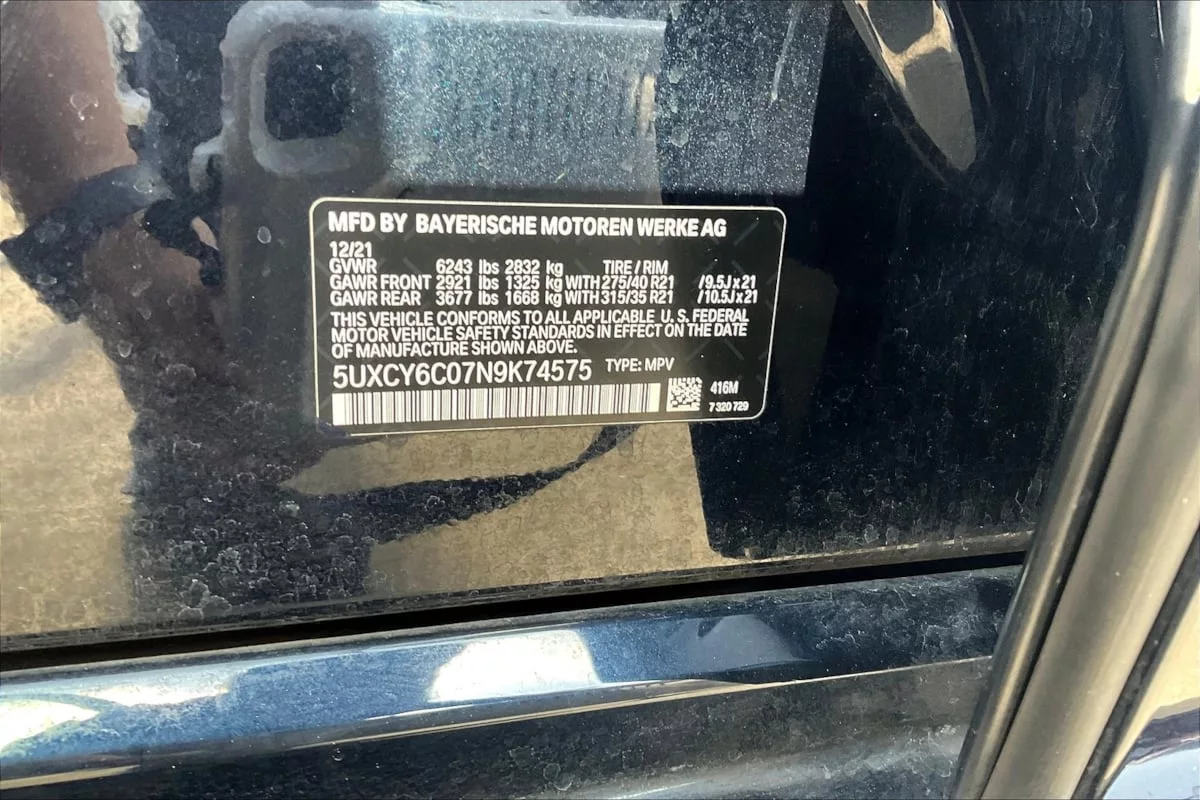 MFD BY BAYERISCHE MOTOREN WERKE AG
12/21
GVWR 6243 lbs 2832 kg TIRE / RIM
GAWR FRONT 2921 lbs 1325 kg WITH 275/40 R21 /9.5J x 21
GAWR REAR 3677 lbs 1668 kg WITH 315/35 R21 /10.5J x 21
THIS VEHICLE CONFORMS TO ALL APPLICABLE U. S. FEDERAL
MOTOR VEHICLE SAFETY STANDARDS IN EFFECT ON THE DATE
OF MANUFACTURE SHOWN ABOVE.
5UXCY6C07N9K74575 TYPE: MPV
416M
7 320 729